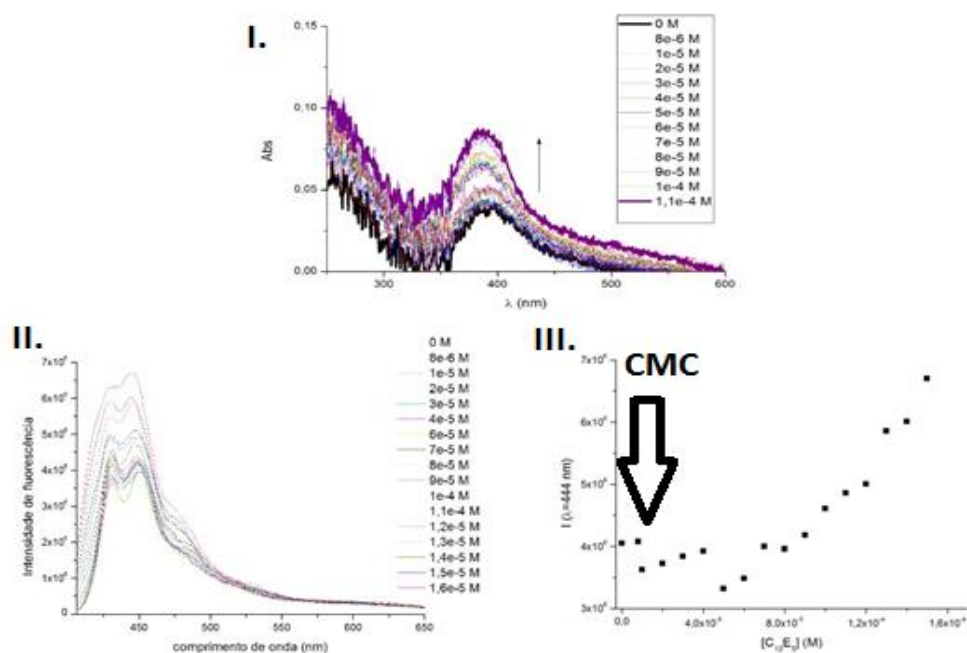 I.
0 M
8e-6 M
1e-5 M
2e-5 M
3e-5 M
4e-5 M
5e-5 M
6e-5 M
7e-5 M
8e-5 M
9e-5 M
1e-4 M
1,1e-4 M
0,15
0,10
0,05
0,00
Abs
300
400
500
600
λ (nm)
II.
Intensidade de fluorescência
0
450
500
550
600
650
comprimento de onda (nm)
0 M
8e-6 M
1e-5 M
2e-5 M
3e-5 M
4e-5 M
6e-5 M
7e-5 M
8e-5 M
9e-5 M
1e-4 M
1,1e-4 M
1,2e-5 M
1,3e-5 M
1,4e-5 M
1,5e-5 M
1,6e-5 M
III.
CMC
I (λ=444 nm)
0,0
(M)